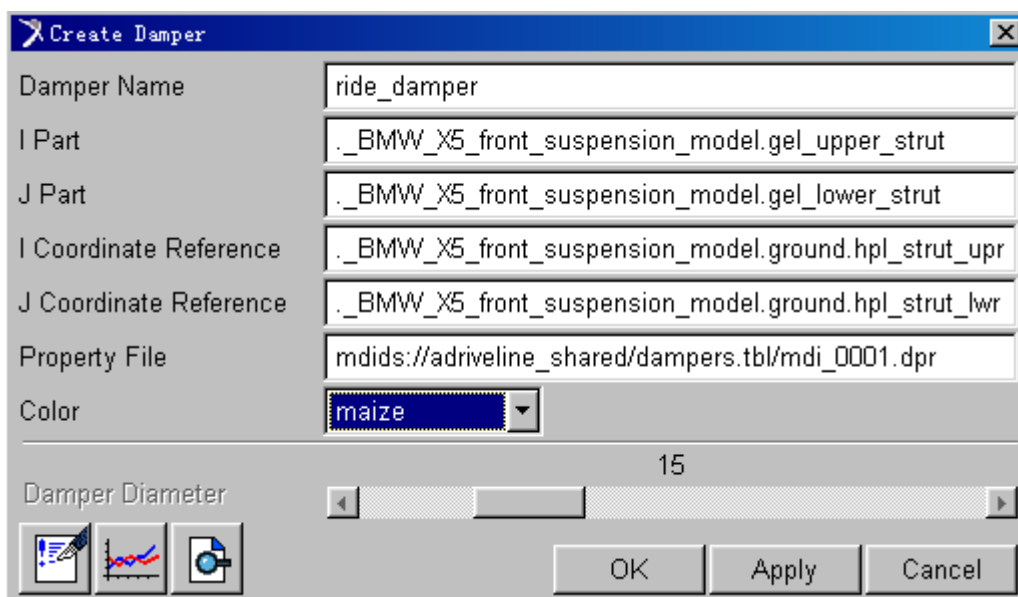 Create Damper
Damper Name ride_damper
I Part ._BMW_X5_front_suspension_model.gel_upper_strut
J Part ._BMW_X5_front_suspension_model.gel_lower_strut
I Coordinate Reference ._BMW_X5_front_suspension_model.ground.hpl_strut_upr
J Coordinate Reference ._BMW_X5_front_suspension_model.ground.hpl_strut_lwr
Property File mdids://adriveline_shared/dampers.tbl/mdi_0001.dpr
Color maize
15
Damper Diameter
OK Apply Cancel